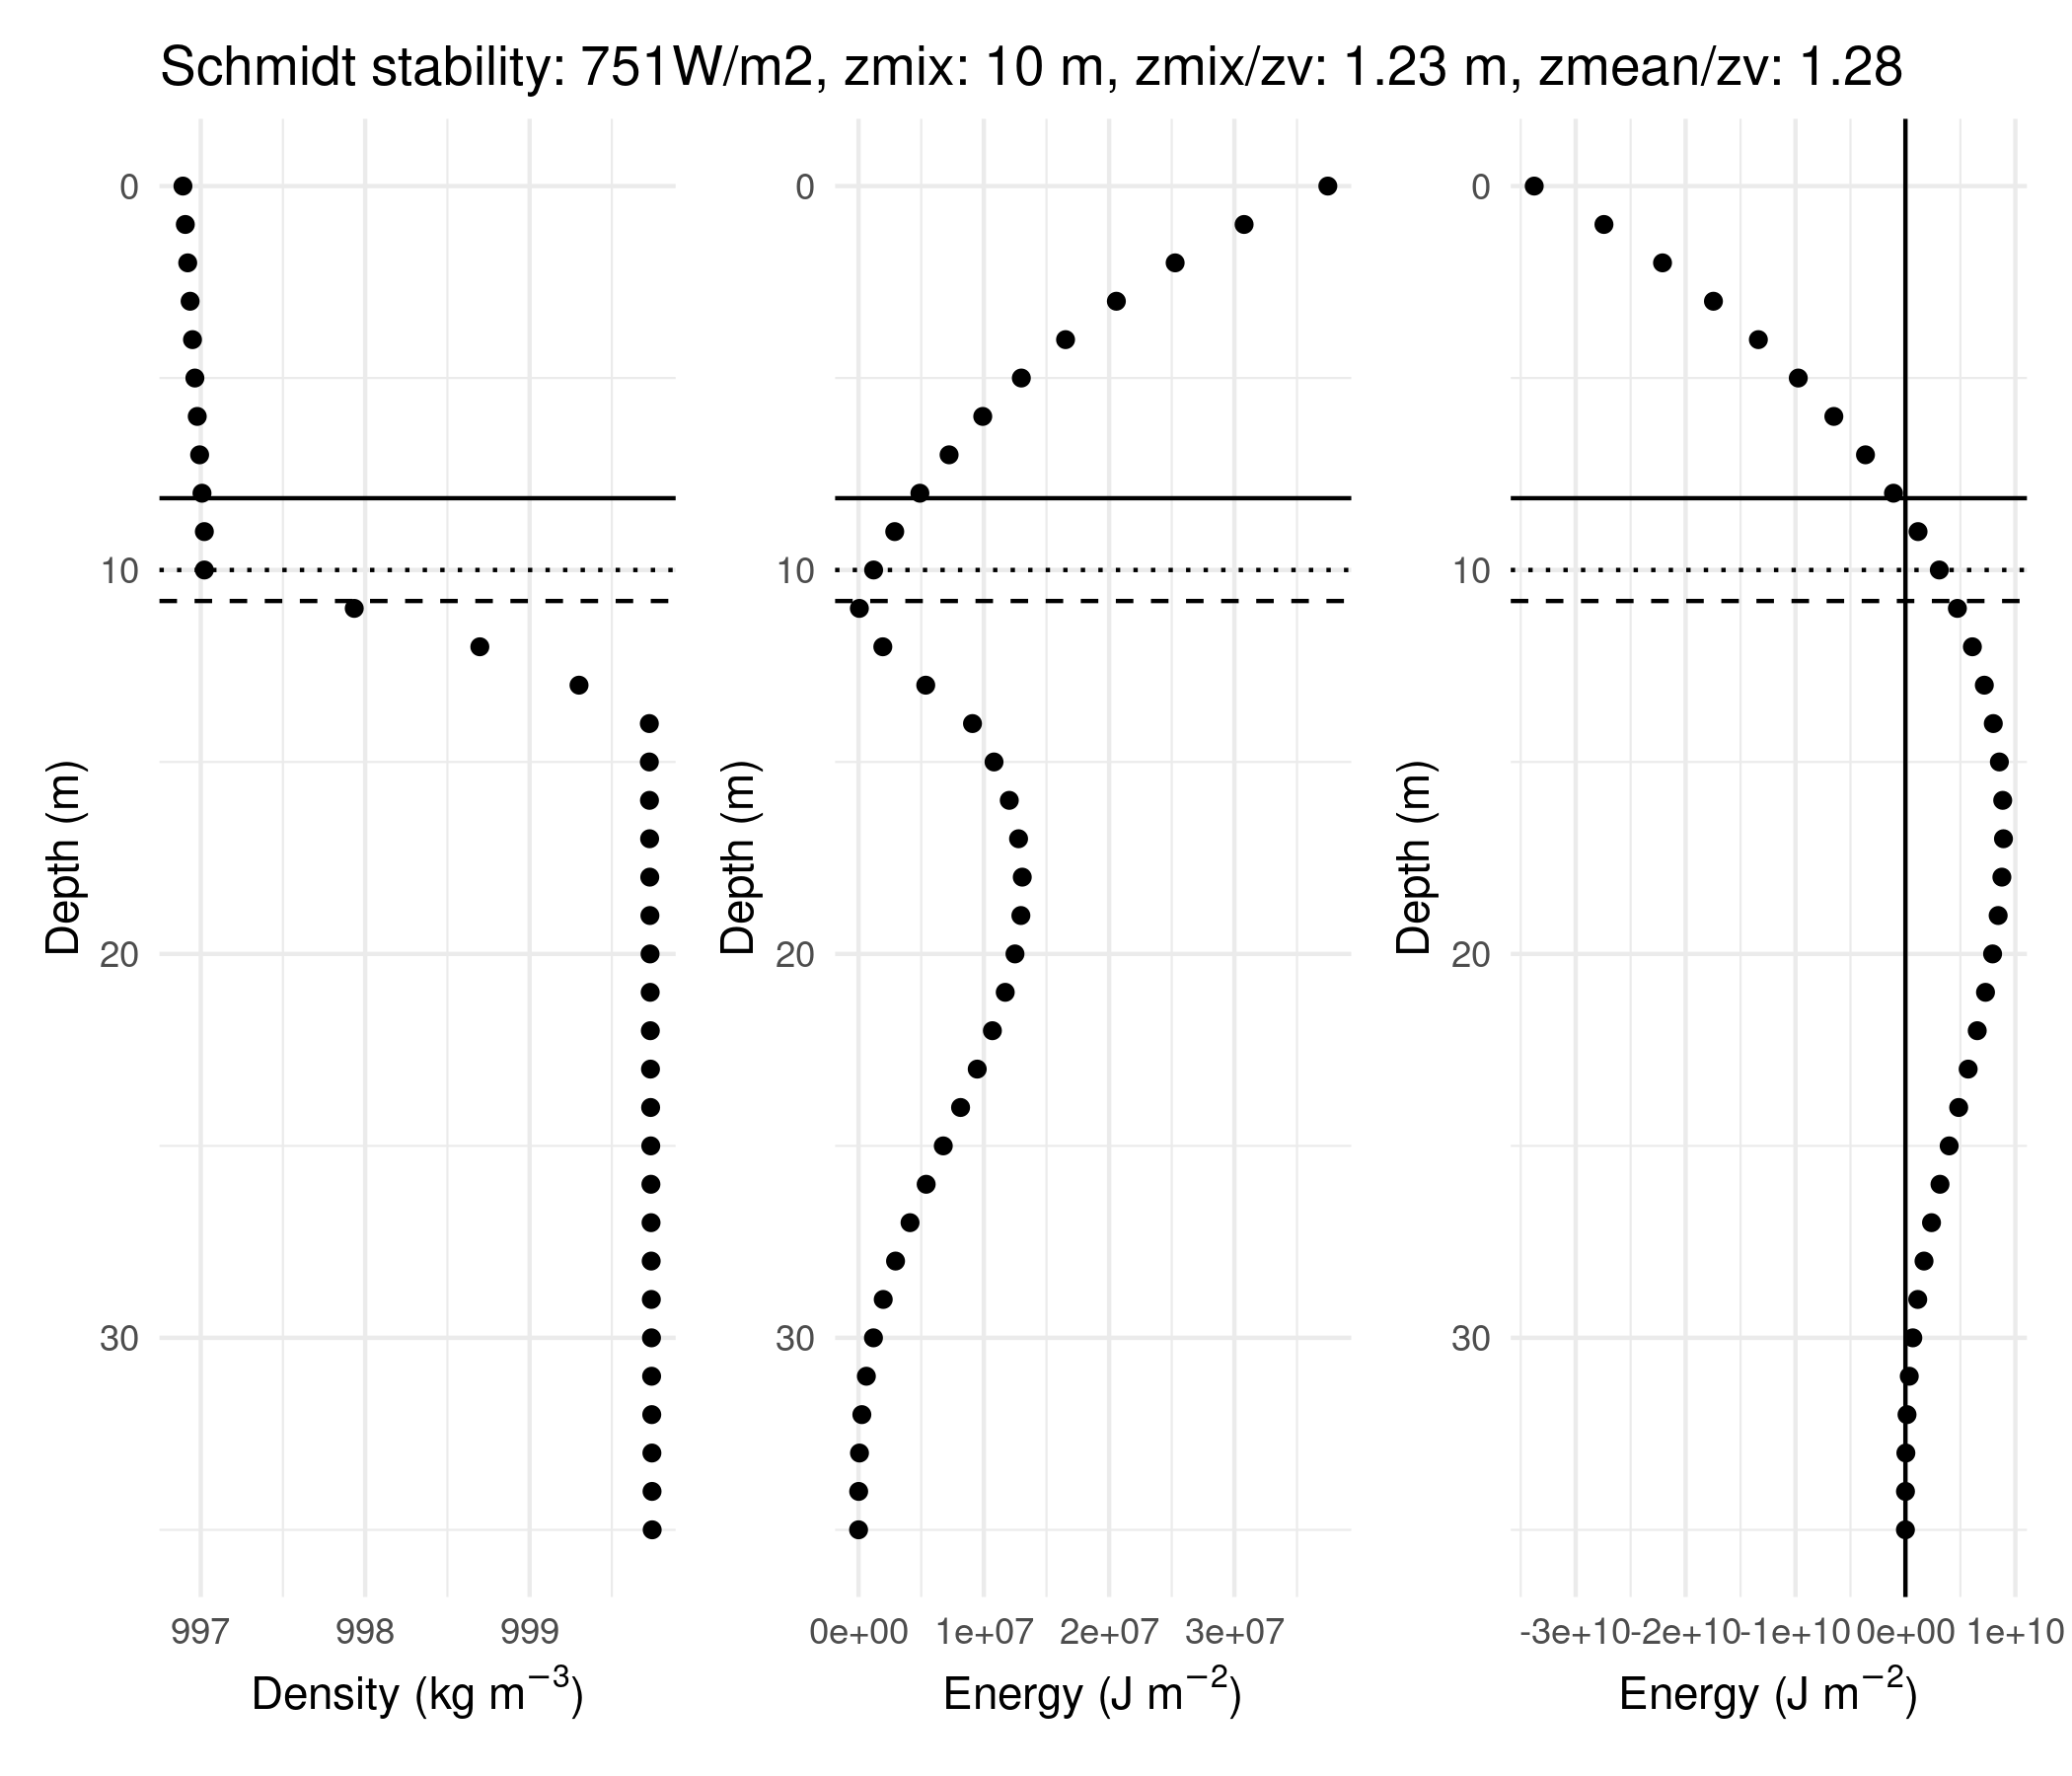 Schmidt stability: 751W/m2, zmix: 10 m, zmix/zv: 1.23 m, zmean/zv: 1.28
0
10
20
30
Depth (m)
997 998 999
Density (kg m⁻³)
0
10
20
30
Depth (m)
0e+00 1e+07 2e+07 3e+07
Energy (J m⁻²)
0
10
20
30
Depth (m)
-3e+10 -2e+10 -1e+10 0e+00 1e+10
Energy (J m⁻²)